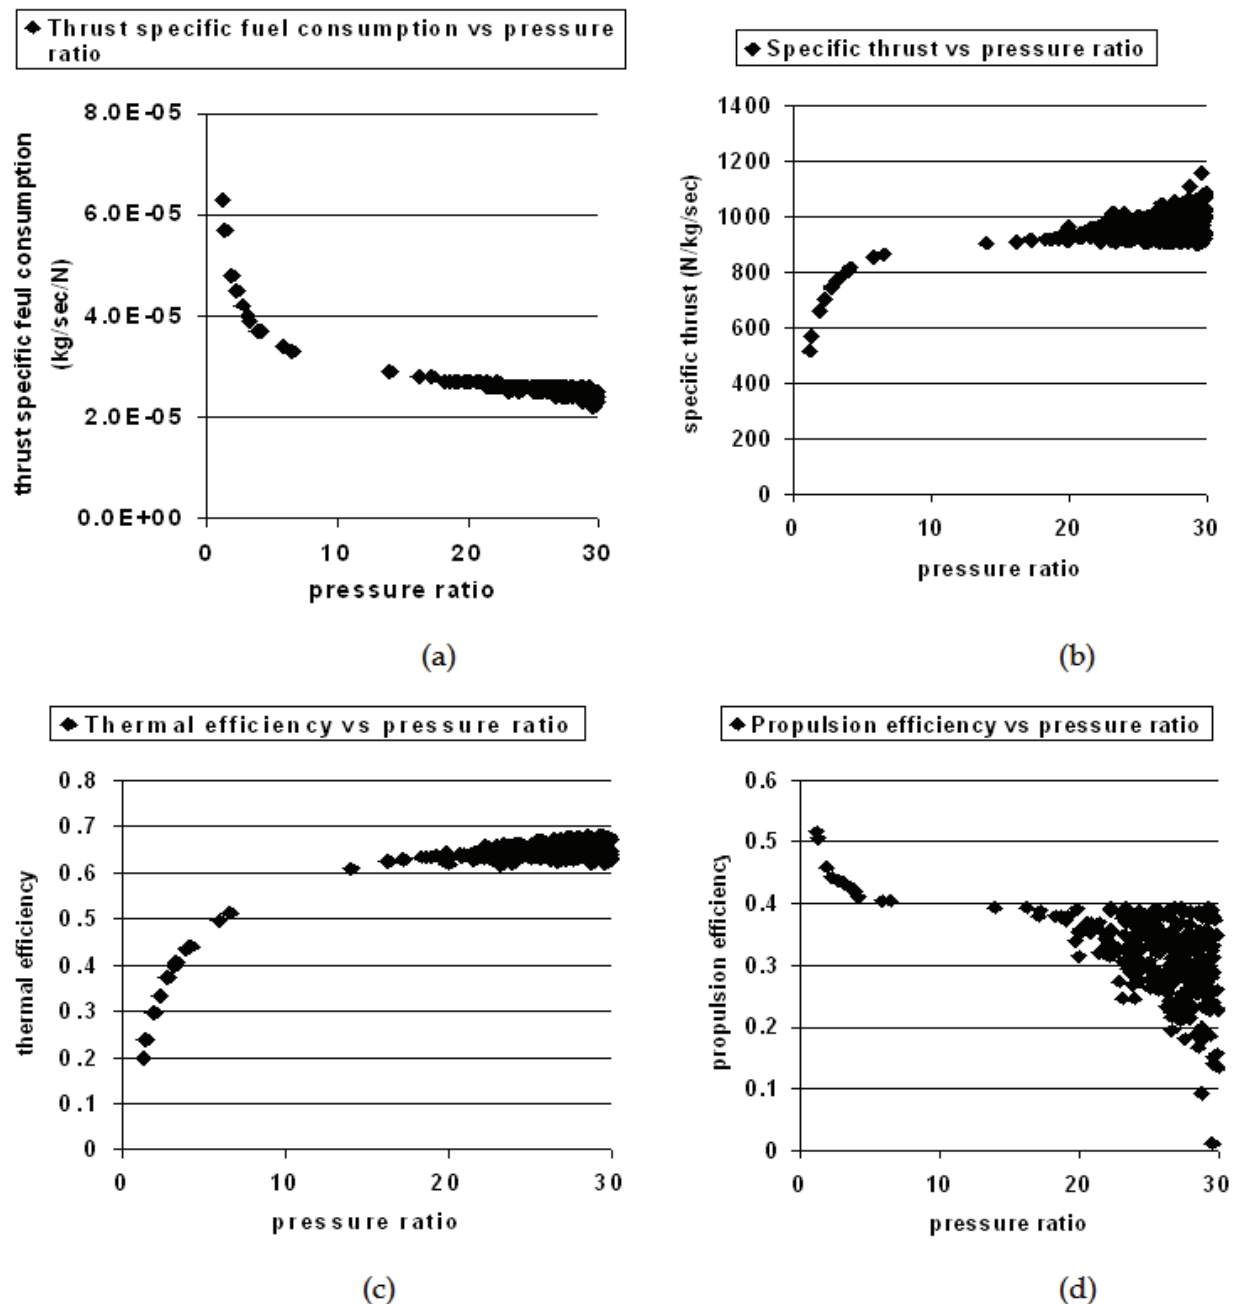 Thrust specific fuel consumption vs pressure
ratio
8.0E-05
6.0E-05
4.0E-05
2.0E-05
0.0E+00
thrust specific feul consumption
(kg/sec/N)
0 10 20 30
pressure ratio
(a)
Specific thrust vs pressure ratio
1400
1200
1000
800
600
400
200
0
specific thrust (N/kg/sec)
0 10 20 30
pressure ratio
(b)
Thermal efficiency vs pressure ratio
0.8
0.7
0.6
0.5
0.4
0.3
0.2
0.1
0
thermal efficiency
0 10 20 30
pressure ratio
(c)
Propulsion efficiency vs pressure ratio
0.6
0.5
0.4
0.3
0.2
0.1
0
propulsion efficiency
0 10 20 30
pressure ratio
(d)